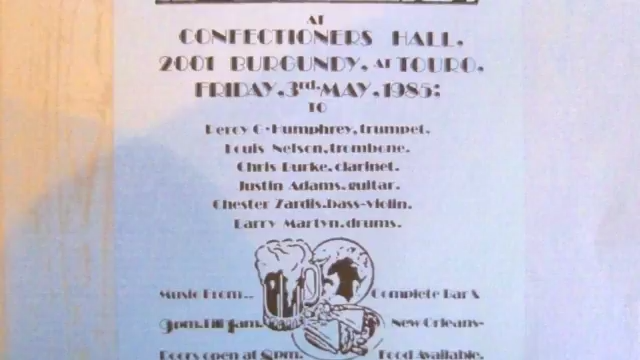 AT
CONFECTIONERS HALL,
2001 BURGUNDY, AT TOURO,
FRIDAY, 3rd. MAY, 1985:
TO
Percy G. Humphrey, trumpet.
Louis Nelson, trombone.
Chris Burke, clarinet.
Justin Adams, guitar.
Chester Zardis, bass-violin.
Barry Martyn, drums.
Music From.. Complete Bar &
9pm. Till 1am. New Orleans-
Doors open at 8pm. Food Available.